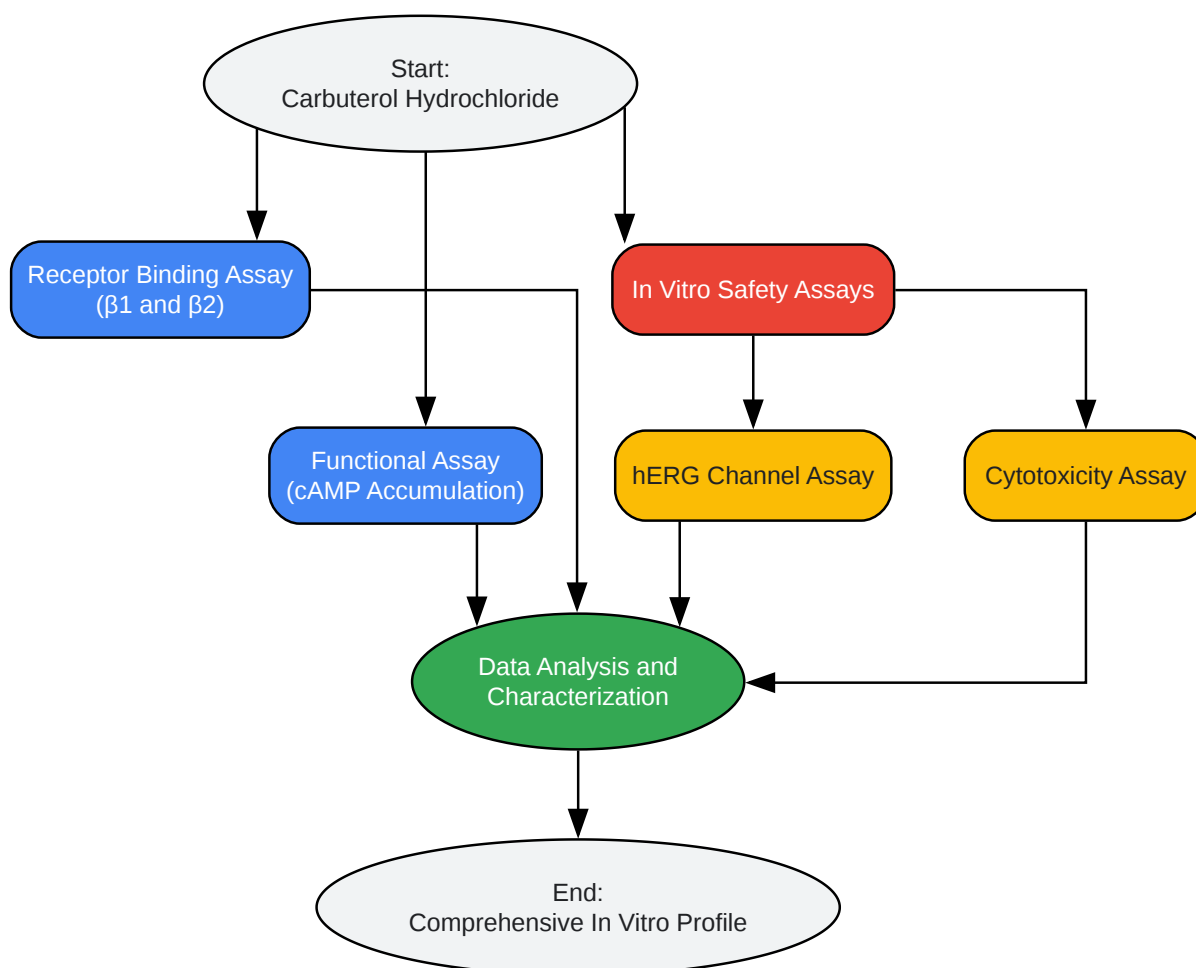 Start:
Carbuterol Hydrochloride
Receptor Binding Assay
(β1 and β2)
In Vitro Safety Assays
Functional Assay
(cAMP Accumulation)
hERG Channel Assay
Cytotoxicity Assay
Data Analysis and
Characterization
End:
Comprehensive In Vitro Profile